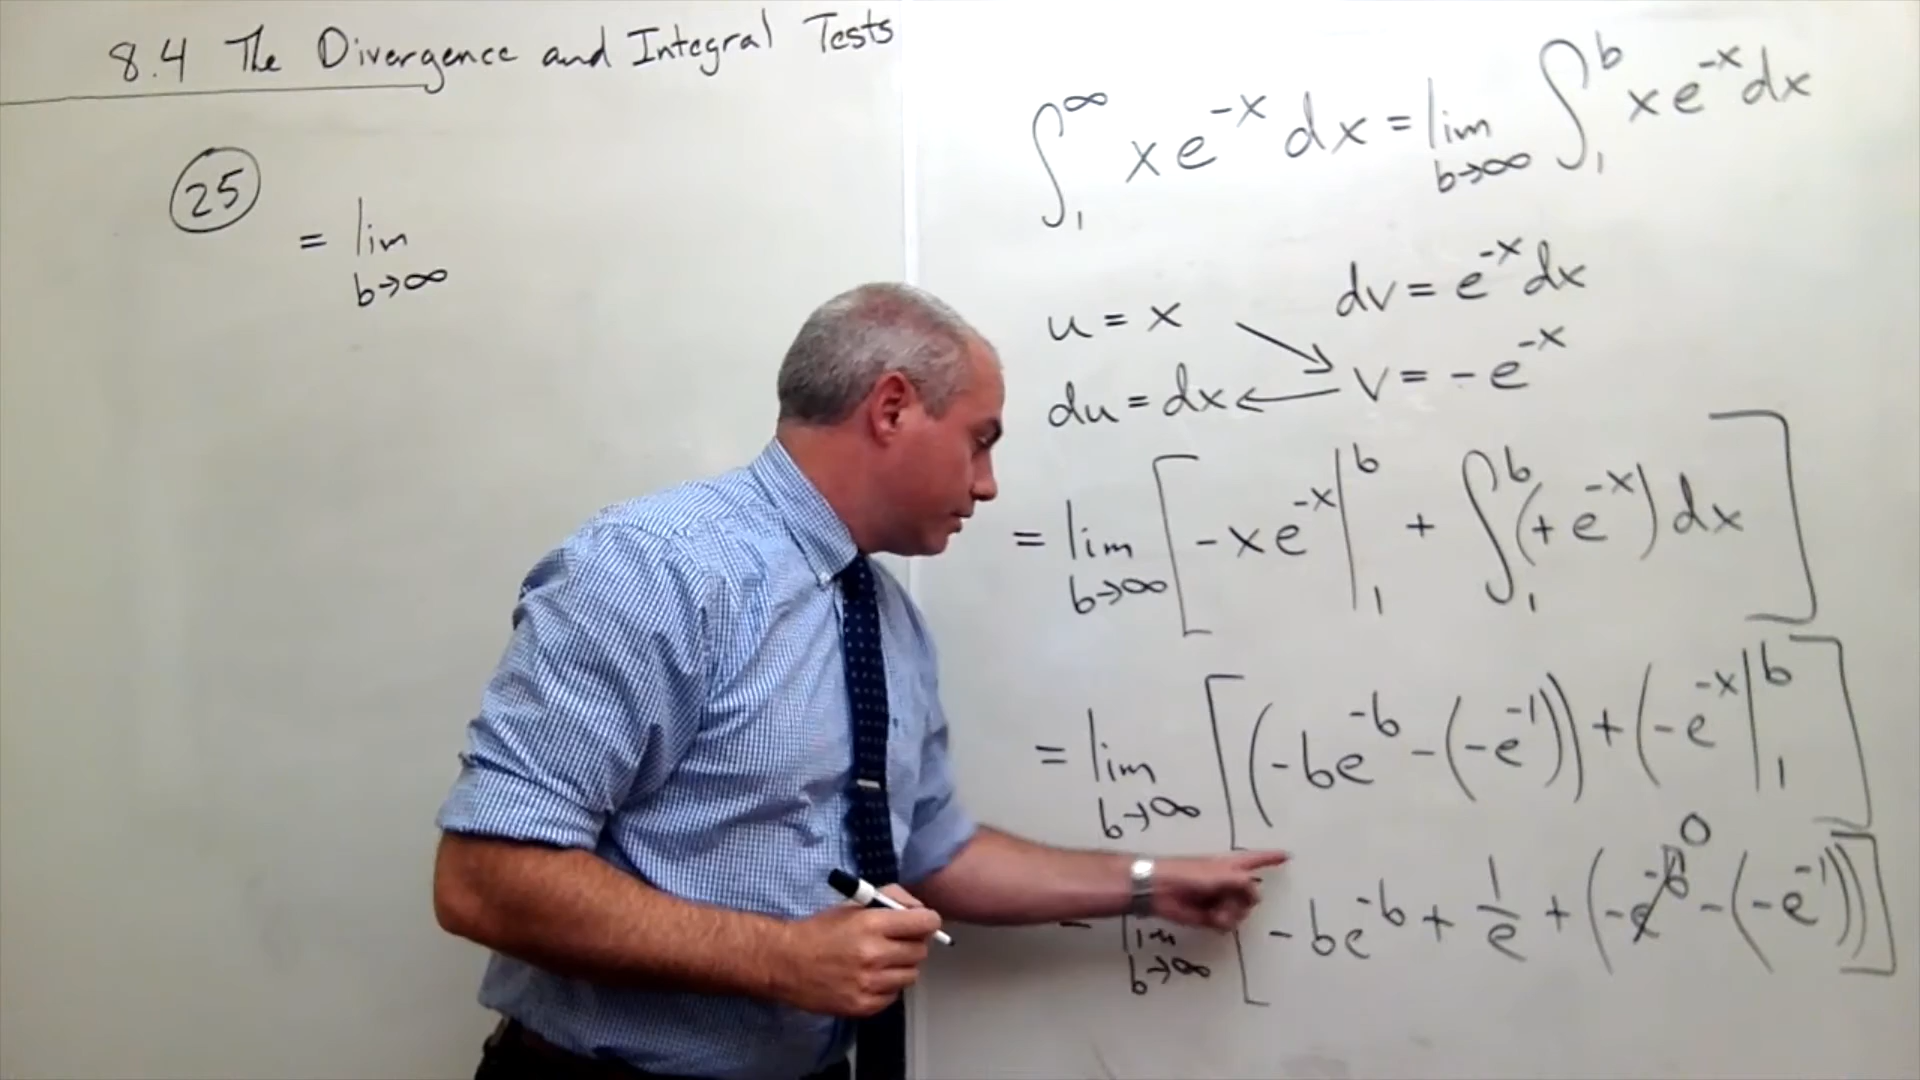 8.4 The Divergence and Integral Tests
25
= lim
b→∞
∫₁^∞ xe^{-x} dx = lim_{b→∞} ∫₁^b xe^{-x} dx
u = x    dv = e^{-x} dx
du = dx    v = -e^{-x}
= lim_{b→∞} [ -xe^{-x} |₁^b + ∫₁^b (+e^{-x}) dx ]
= lim_{b→∞} [ (-be^{-b} - (-e^{-1})) + (-e^{-x} |₁^b ]
= lim_{b→∞} [ -be^{-b} + 1/e + (-e^{-b} 0 - (-e^{-1})) ]